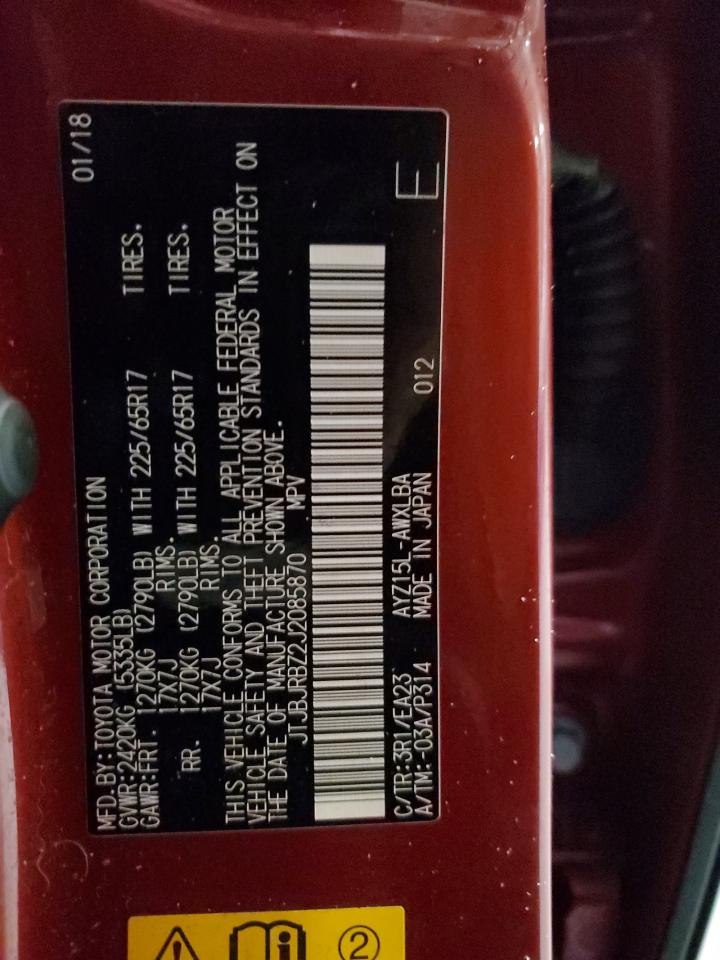 MFD.BY:TOYOTA MOTOR CORPORATION 01/18
GVWR:2420KG (5335LB)
GAWR:FRT. 1270KG (2790LB) WITH 225/65R17 TIRES.
17X7J RIMS.
RR. 1270KG (2790LB) WITH 225/65R17 TIRES.
17X7J RIMS.
THIS VEHICLE CONFORMS TO ALL APPLICABLE FEDERAL MOTOR
VEHICLE SAFETY AND THEFT PREVENTION STANDARDS IN EFFECT ON
THE DATE OF MANUFACTURE SHOWN ABOVE.
JTJBJRBZ2J2085870 MPV
C/TR:3R1/EA23 AYZ15L-AWXLBA 012 E
A/TM:-03A/P314 MADE IN JAPAN
2